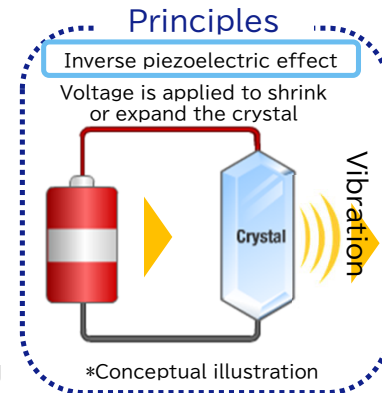 Principles
Inverse piezoelectric effect
Voltage is applied to shrink
or expand the crystal
Crystal
Vibration
*Conceptual illustration